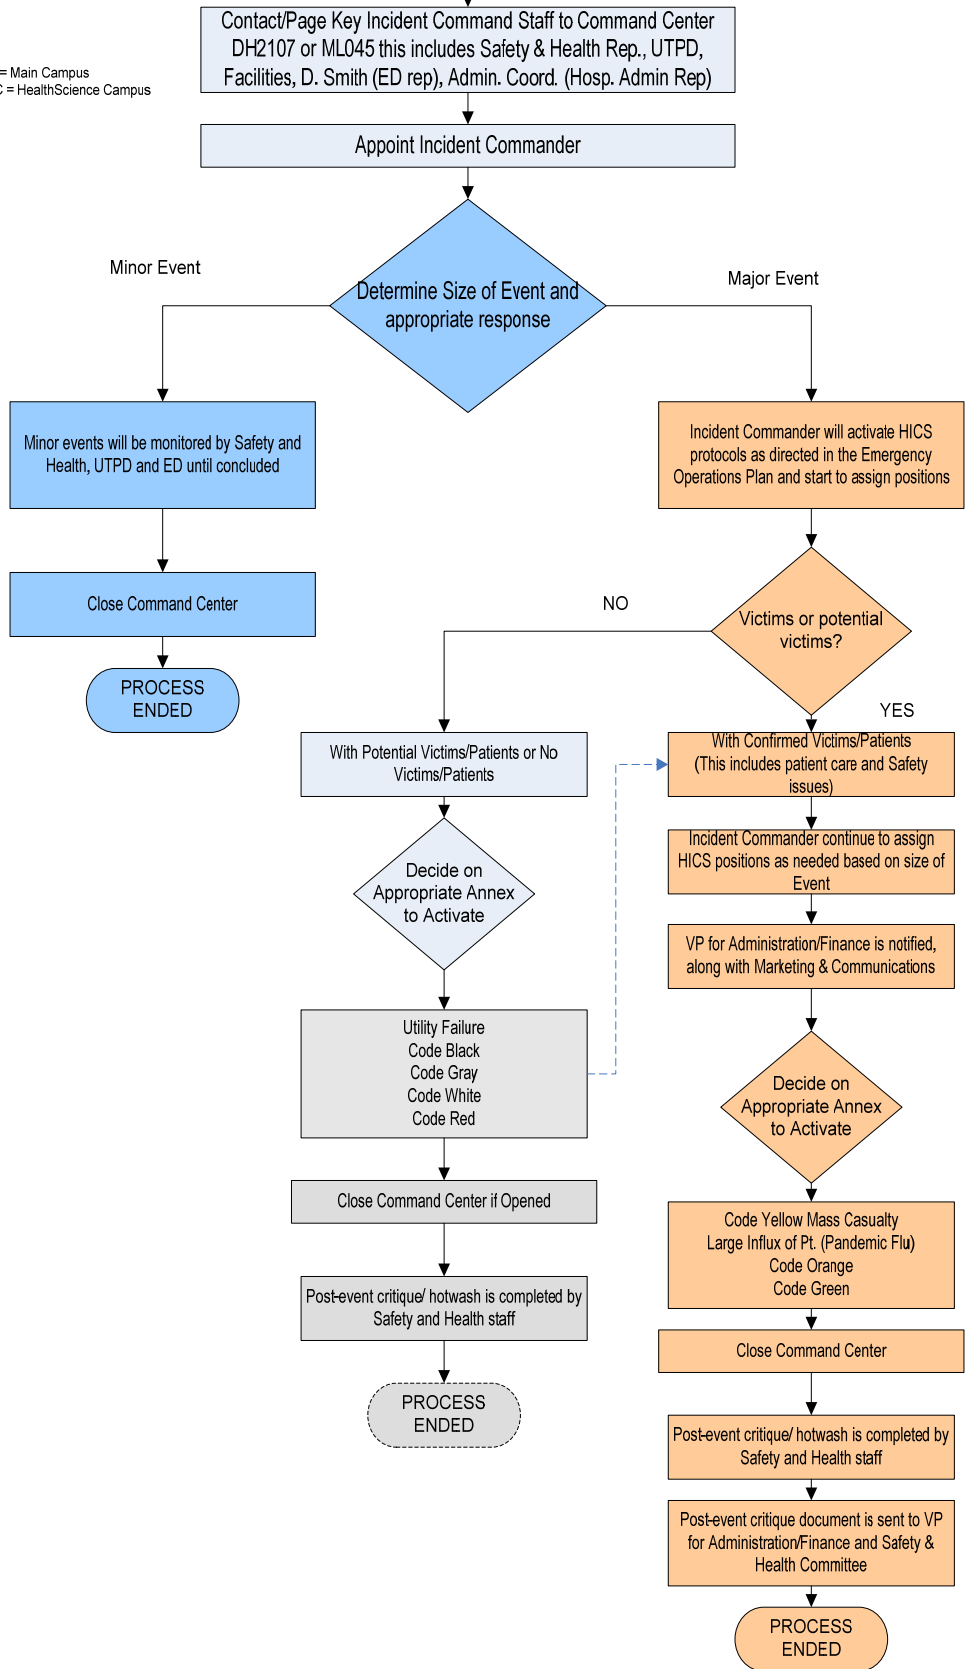 Contact/Page Key Incident Command Staff to Command Center
DH2107 or ML045 this includes Safety & Health Rep., UTPD,
Facilities, D. Smith (ED rep), Admin. Coord. (Hosp. Admin Rep)
= Main Campus
C = HealthScience Campus
Appoint Incident Commander
Minor Event
Major Event
Determine Size of Event and
appropriate response
Minor events will be monitored by Safety and
Health, UTPD and ED until concluded
Incident Commander will activate HICS
protocols as directed in the Emergency
Operations Plan and start to assign positions
Close Command Center
NO
Victims or potential
victims?
PROCESS
ENDED
YES
With Potential Victims/Patients or No
Victims/Patients
With Confirmed Victims/Patients
(This includes patient care and Safety
issues)
Incident Commander continue to assign
HICS positions as needed based on size of
Event
Decide on
Appropriate Annex
to Activate
VP for Administration/Finance is notified,
along with Marketing & Communications
Utility Failure
Code Black
Code Gray
Code White
Code Red
Decide on
Appropriate Annex
to Activate
Close Command Center if Opened
Code Yellow Mass Casualty
Large Influx of Pt. (Pandemic Flu)
Code Orange
Code Green
Post-event critique/ hotwash is completed by
Safety and Health staff
Close Command Center
PROCESS
ENDED
Post-event critique/ hotwash is completed by
Safety and Health staff
Post-event critique document is sent to VP
for Administration/Finance and Safety &
Health Committee
PROCESS
ENDED